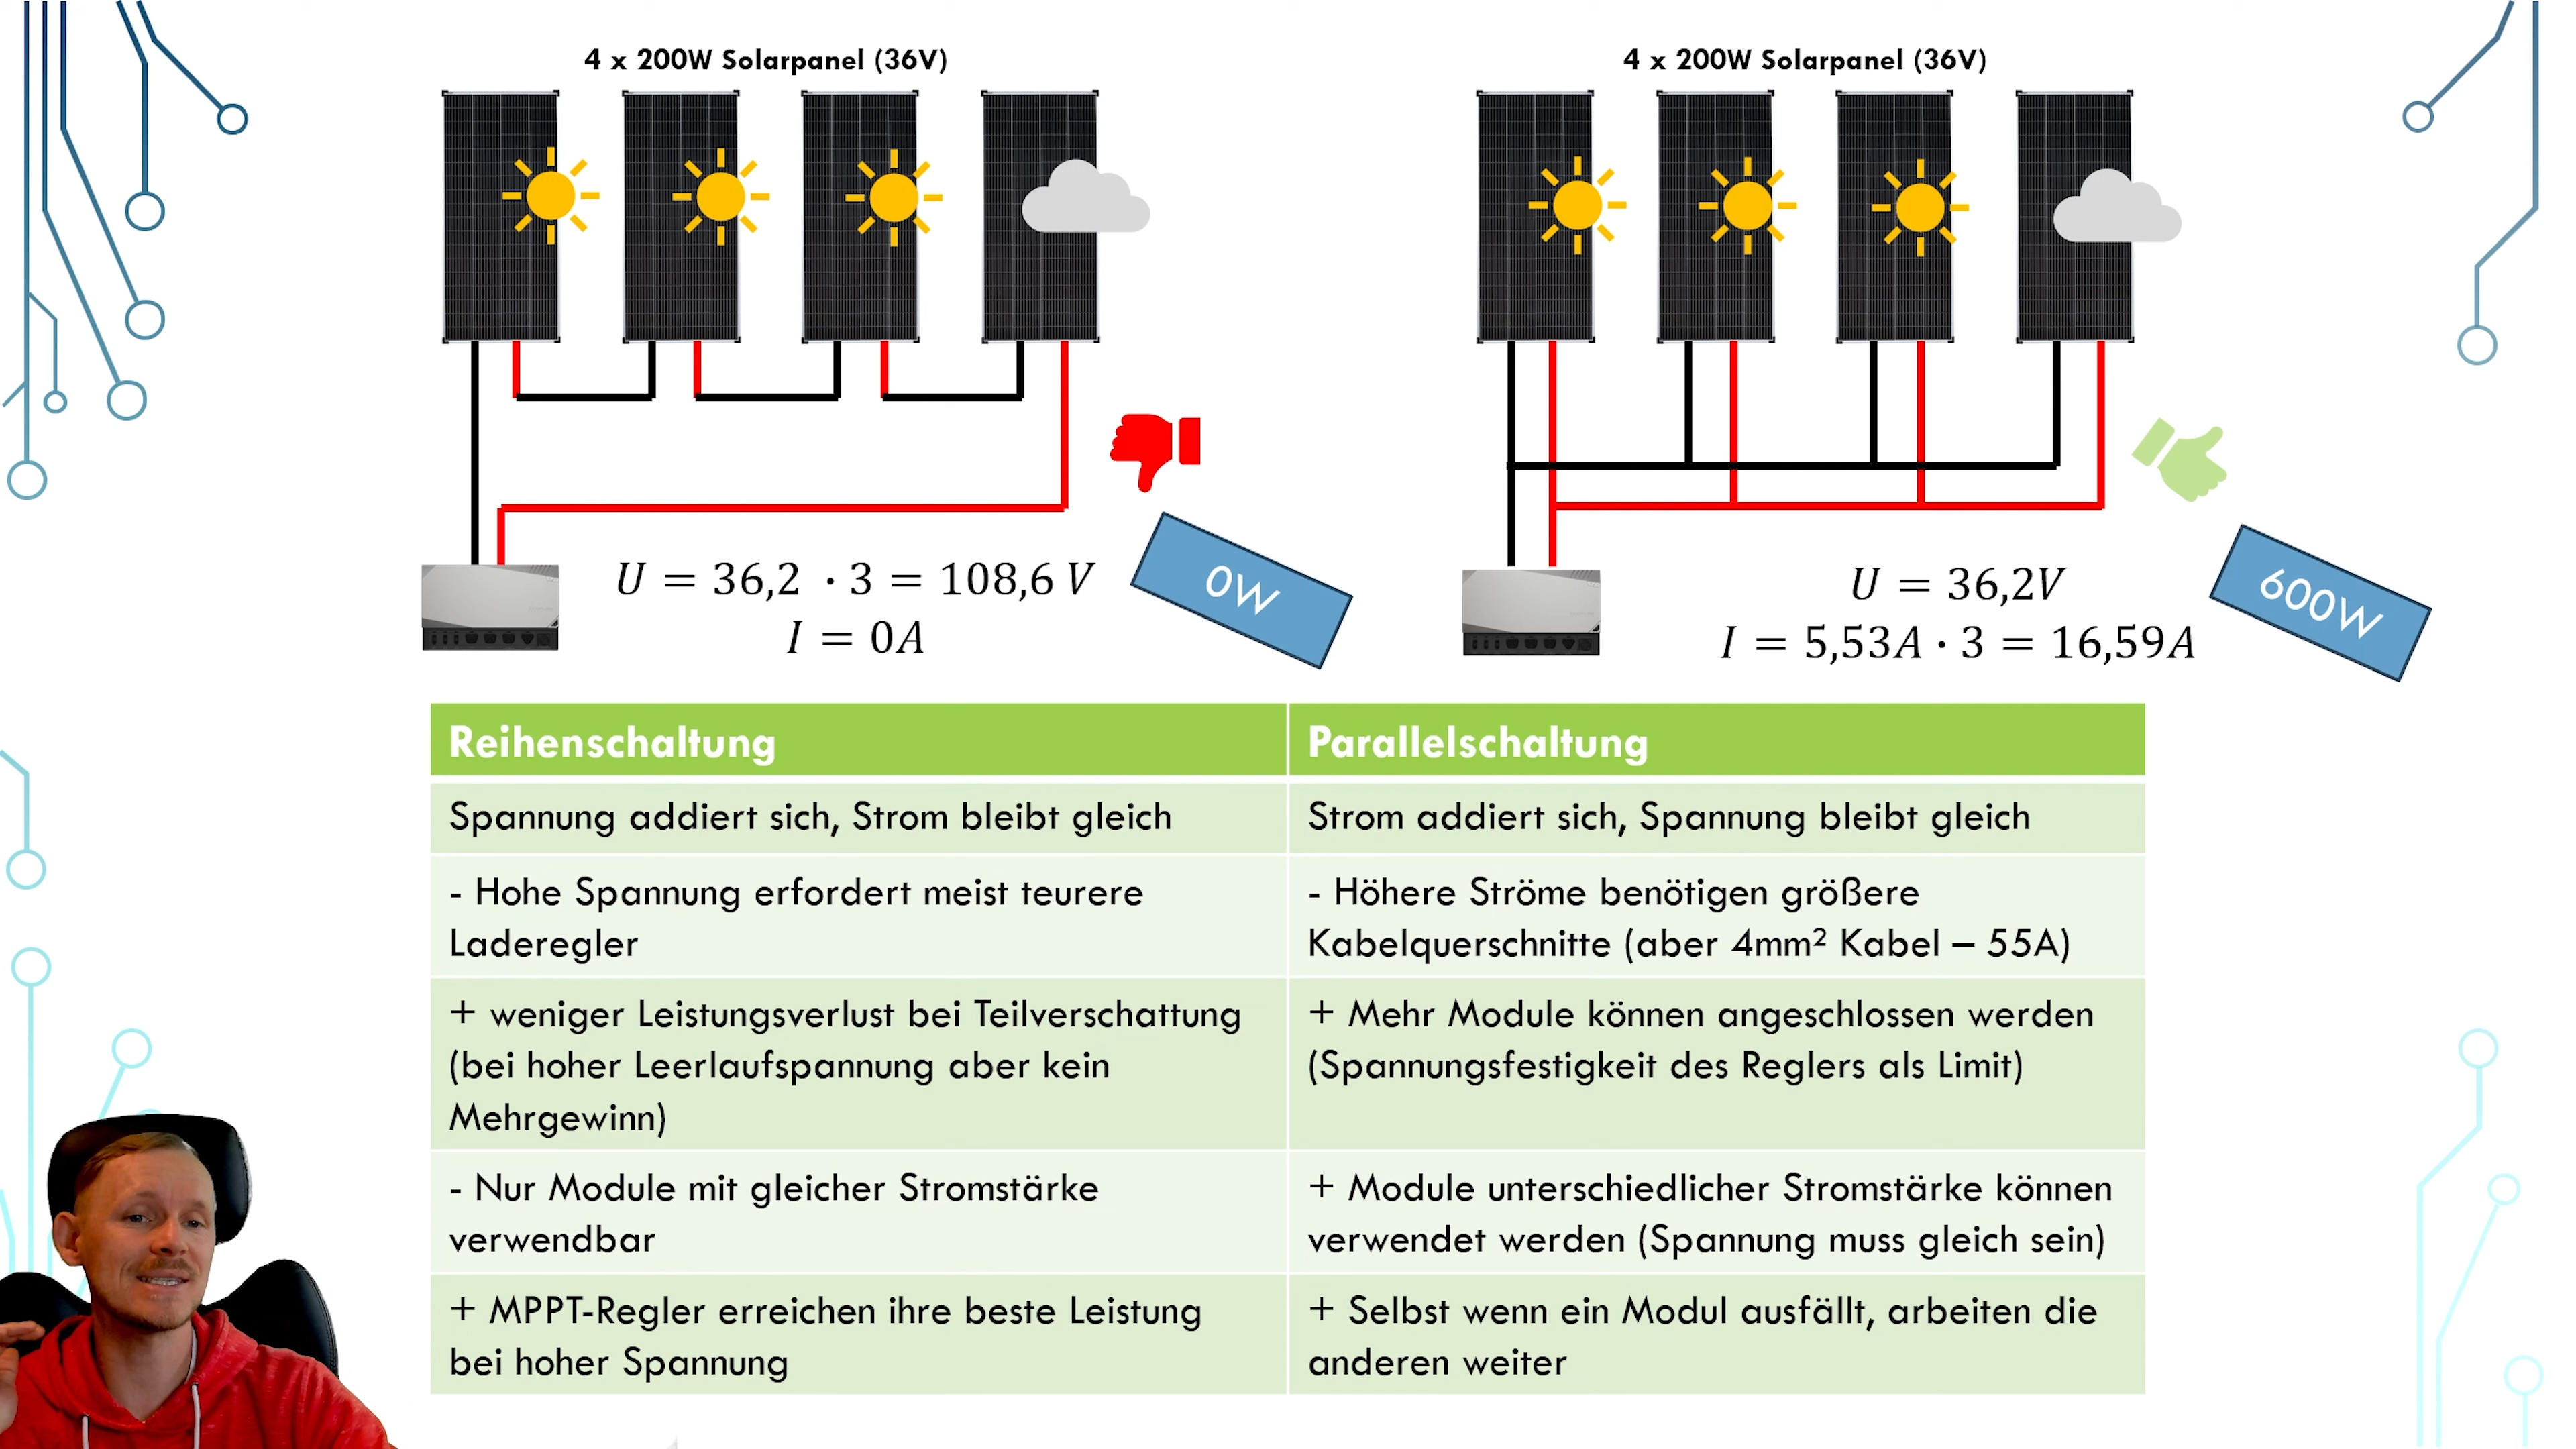 4 x 200W Solarpanel (36V)
4 x 200W Solarpanel (36V)
U = 36,2 · 3 = 108,6 V
I = 0A
0W
U = 36,2V
I = 5,53A · 3 = 16,59A
600W
Reihenschaltung
Parallelschaltung
Spannung addiert sich, Strom bleibt gleich
Strom addiert sich, Spannung bleibt gleich
- Hohe Spannung erfordert meist teurere
Laderegler
- Höhere Ströme benötigen größere
Kabelquerschnitte (aber 4mm² Kabel – 55A)
+ weniger Leistungsverlust bei Teilverschattung
(bei hoher Leerlaufspannung aber kein
Mehrgewinn)
+ Mehr Module können angeschlossen werden
(Spannungsfestigkeit des Reglers als Limit)
- Nur Module mit gleicher Stromstärke
verwendbar
+ Module unterschiedlicher Stromstärke können
verwendet werden (Spannung muss gleich sein)
+ MPPT-Regler erreichen ihre beste Leistung
bei hoher Spannung
+ Selbst wenn ein Modul ausfällt, arbeiten die
anderen weiter